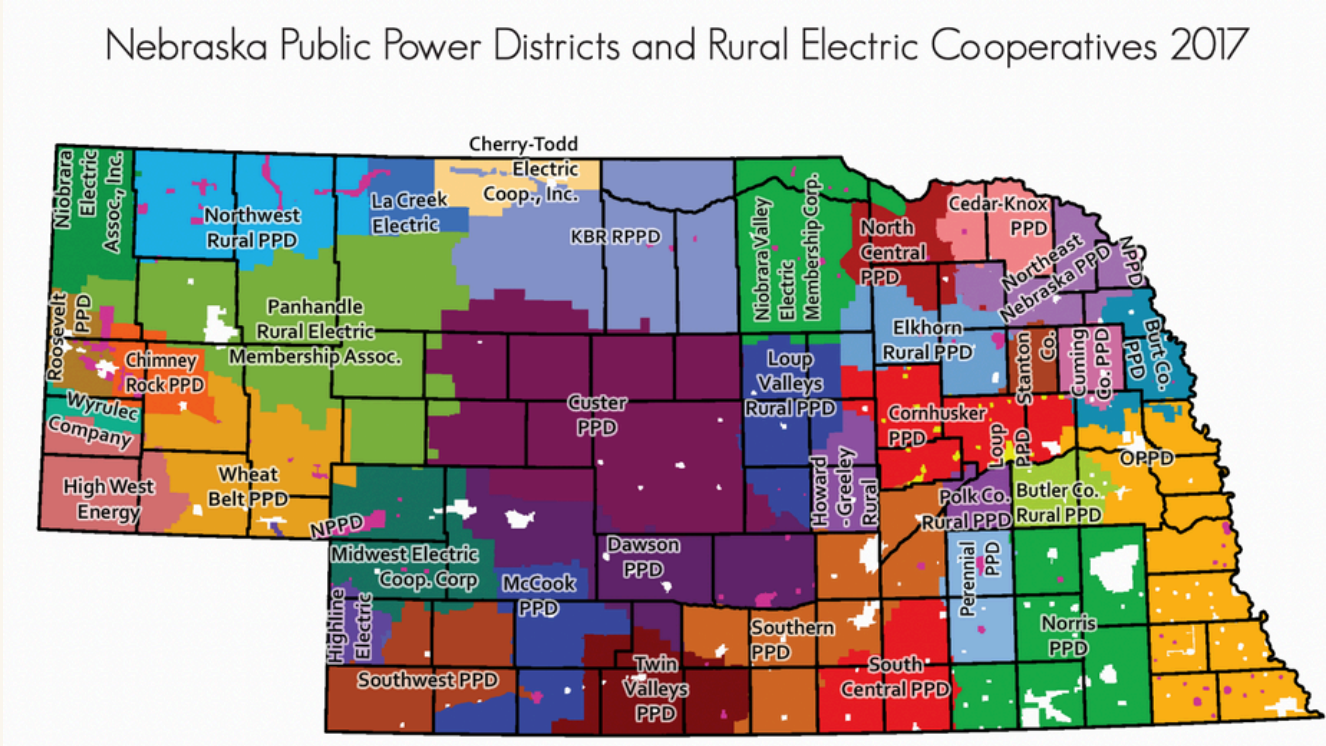 Nebraska Public Power Districts and Rural Electric Cooperatives 2017
Cherry-Todd
Electric
Coop., Inc.
Niobrara
Electric
Assoc., Inc.
Northwest
Rural PPD
La Creek
Electric
KBR RPPD
Niobrara Valley
Electric
Membership Corp.
North
Central
PPD
Cedar-Knox
PPD
Northeast
Nebraska PPD
NPPD
Roosevelt
PPD
Panhandle
Rural Electric
Membership Assoc.
Chimney
Rock PPD
Elkhorn
Rural PPD
Stanton
Co.
Cuming
Co. PPD
Burt Co.
PPD
Loup
Valleys
Rural PPD
Wyrulec
Company
Custer
PPD
Cornhusker
PPD
Loup
PPD
OPPD
High West
Energy
Wheat
Belt PPD
Howard
-Greeley
Rural
Polk Co.
Rural PPD
Butler Co.
Rural PPD
NPPD
Midwest Electric
Coop. Corp
Dawson
PPD
McCook
PPD
Perennial
PPD
Highline
Electric
Southern
PPD
Norris
PPD
Southwest PPD
Twin
Valleys
PPD
South
Central PPD